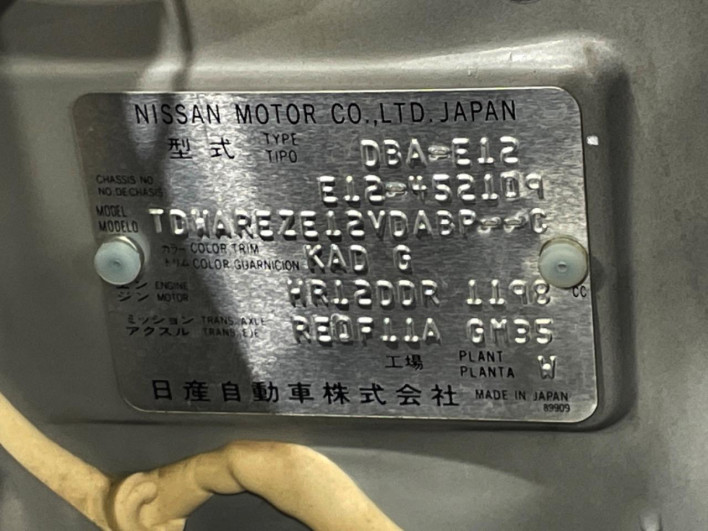 NISSAN MOTOR CO.,LTD.JAPAN
型式 TYPE TIPO DBA-E12
CHASSIS NO. NO.DE CHASIS E12-452109
MODEL MODELO TDWAREZE12VDABP--C
カラー トリム COLOR TRIM COLOR GUARNICION KAD G
エンジン ENGINE MOTOR HR12DDR 1198 CC
ミッション アクスル TRANS. AXLE TRANS. EJE RE0F11A GM35
工場 PLANT PLANTA W
日産自動車株式会社 MADE IN JAPAN
89909